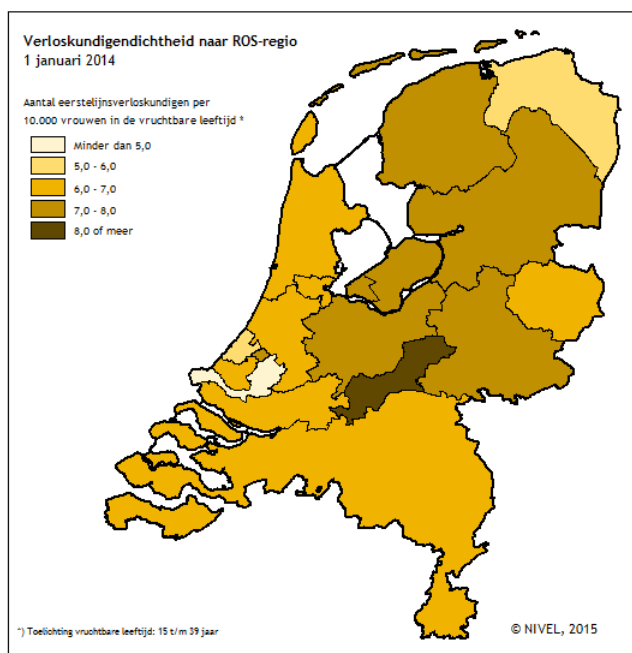 Verloskundigendichtheid naar ROS-regio
1 januari 2014
Aantal eerstelijnsverloskundigen per
10.000 vrouwen in de vruchtbare leeftijd *
Minder dan 5,0
5,0 - 6,0
6,0 - 7,0
7,0 - 8,0
8,0 of meer
*) Toelichting vruchtbare leeftijd: 15 t/m 39 jaar
© NIVEL, 2015